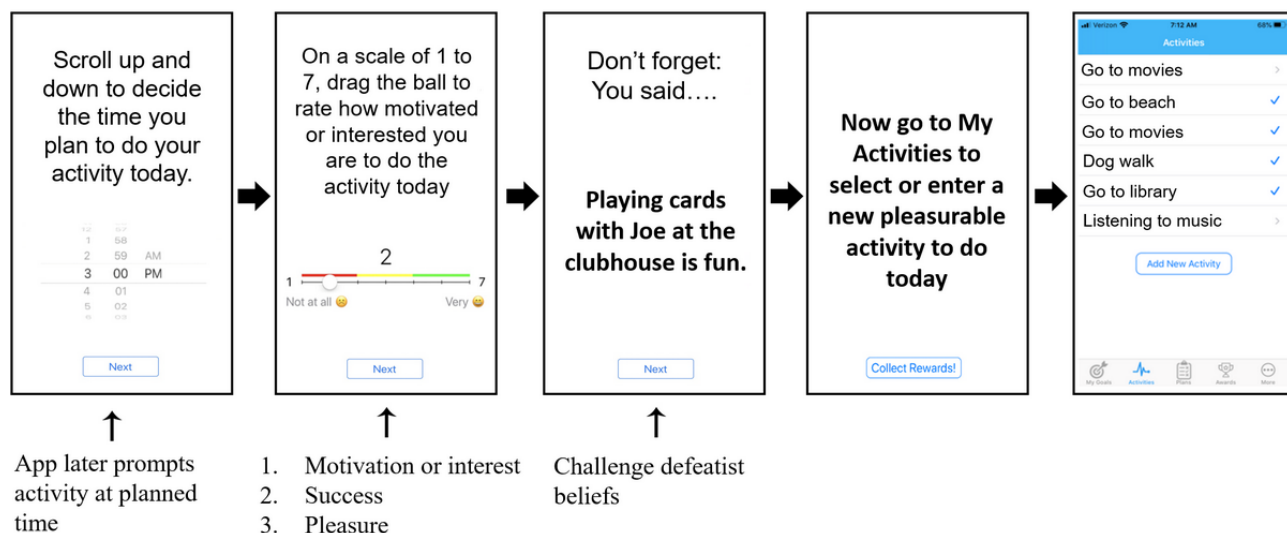 Scroll up and
down to decide
the time you
plan to do your
activity today.
12 57
1 58
2 59 AM
3 00 PM
4 01
5 02
6 03
Next
On a scale of 1 to
7, drag the ball to
rate how motivated
or interested you
are to do the
activity today
2
1 7
Not at all ☹️ Very 😀
Next
Don’t forget:
You said….
Playing cards
with Joe at the
clubhouse is fun.
Next
Now go to My
Activities to
select or enter a
new pleasurable
activity to do
today
Collect Rewards!
Verizon 7:12 AM 68%
Activities
Go to movies
Go to beach
Go to movies
Dog walk
Go to library
Listening to music
Add New Activity
My Goals Activities Plans Awards More
App later prompts
activity at planned
time
1. Motivation or interest
2. Success
3. Pleasure
Challenge defeatist
beliefs